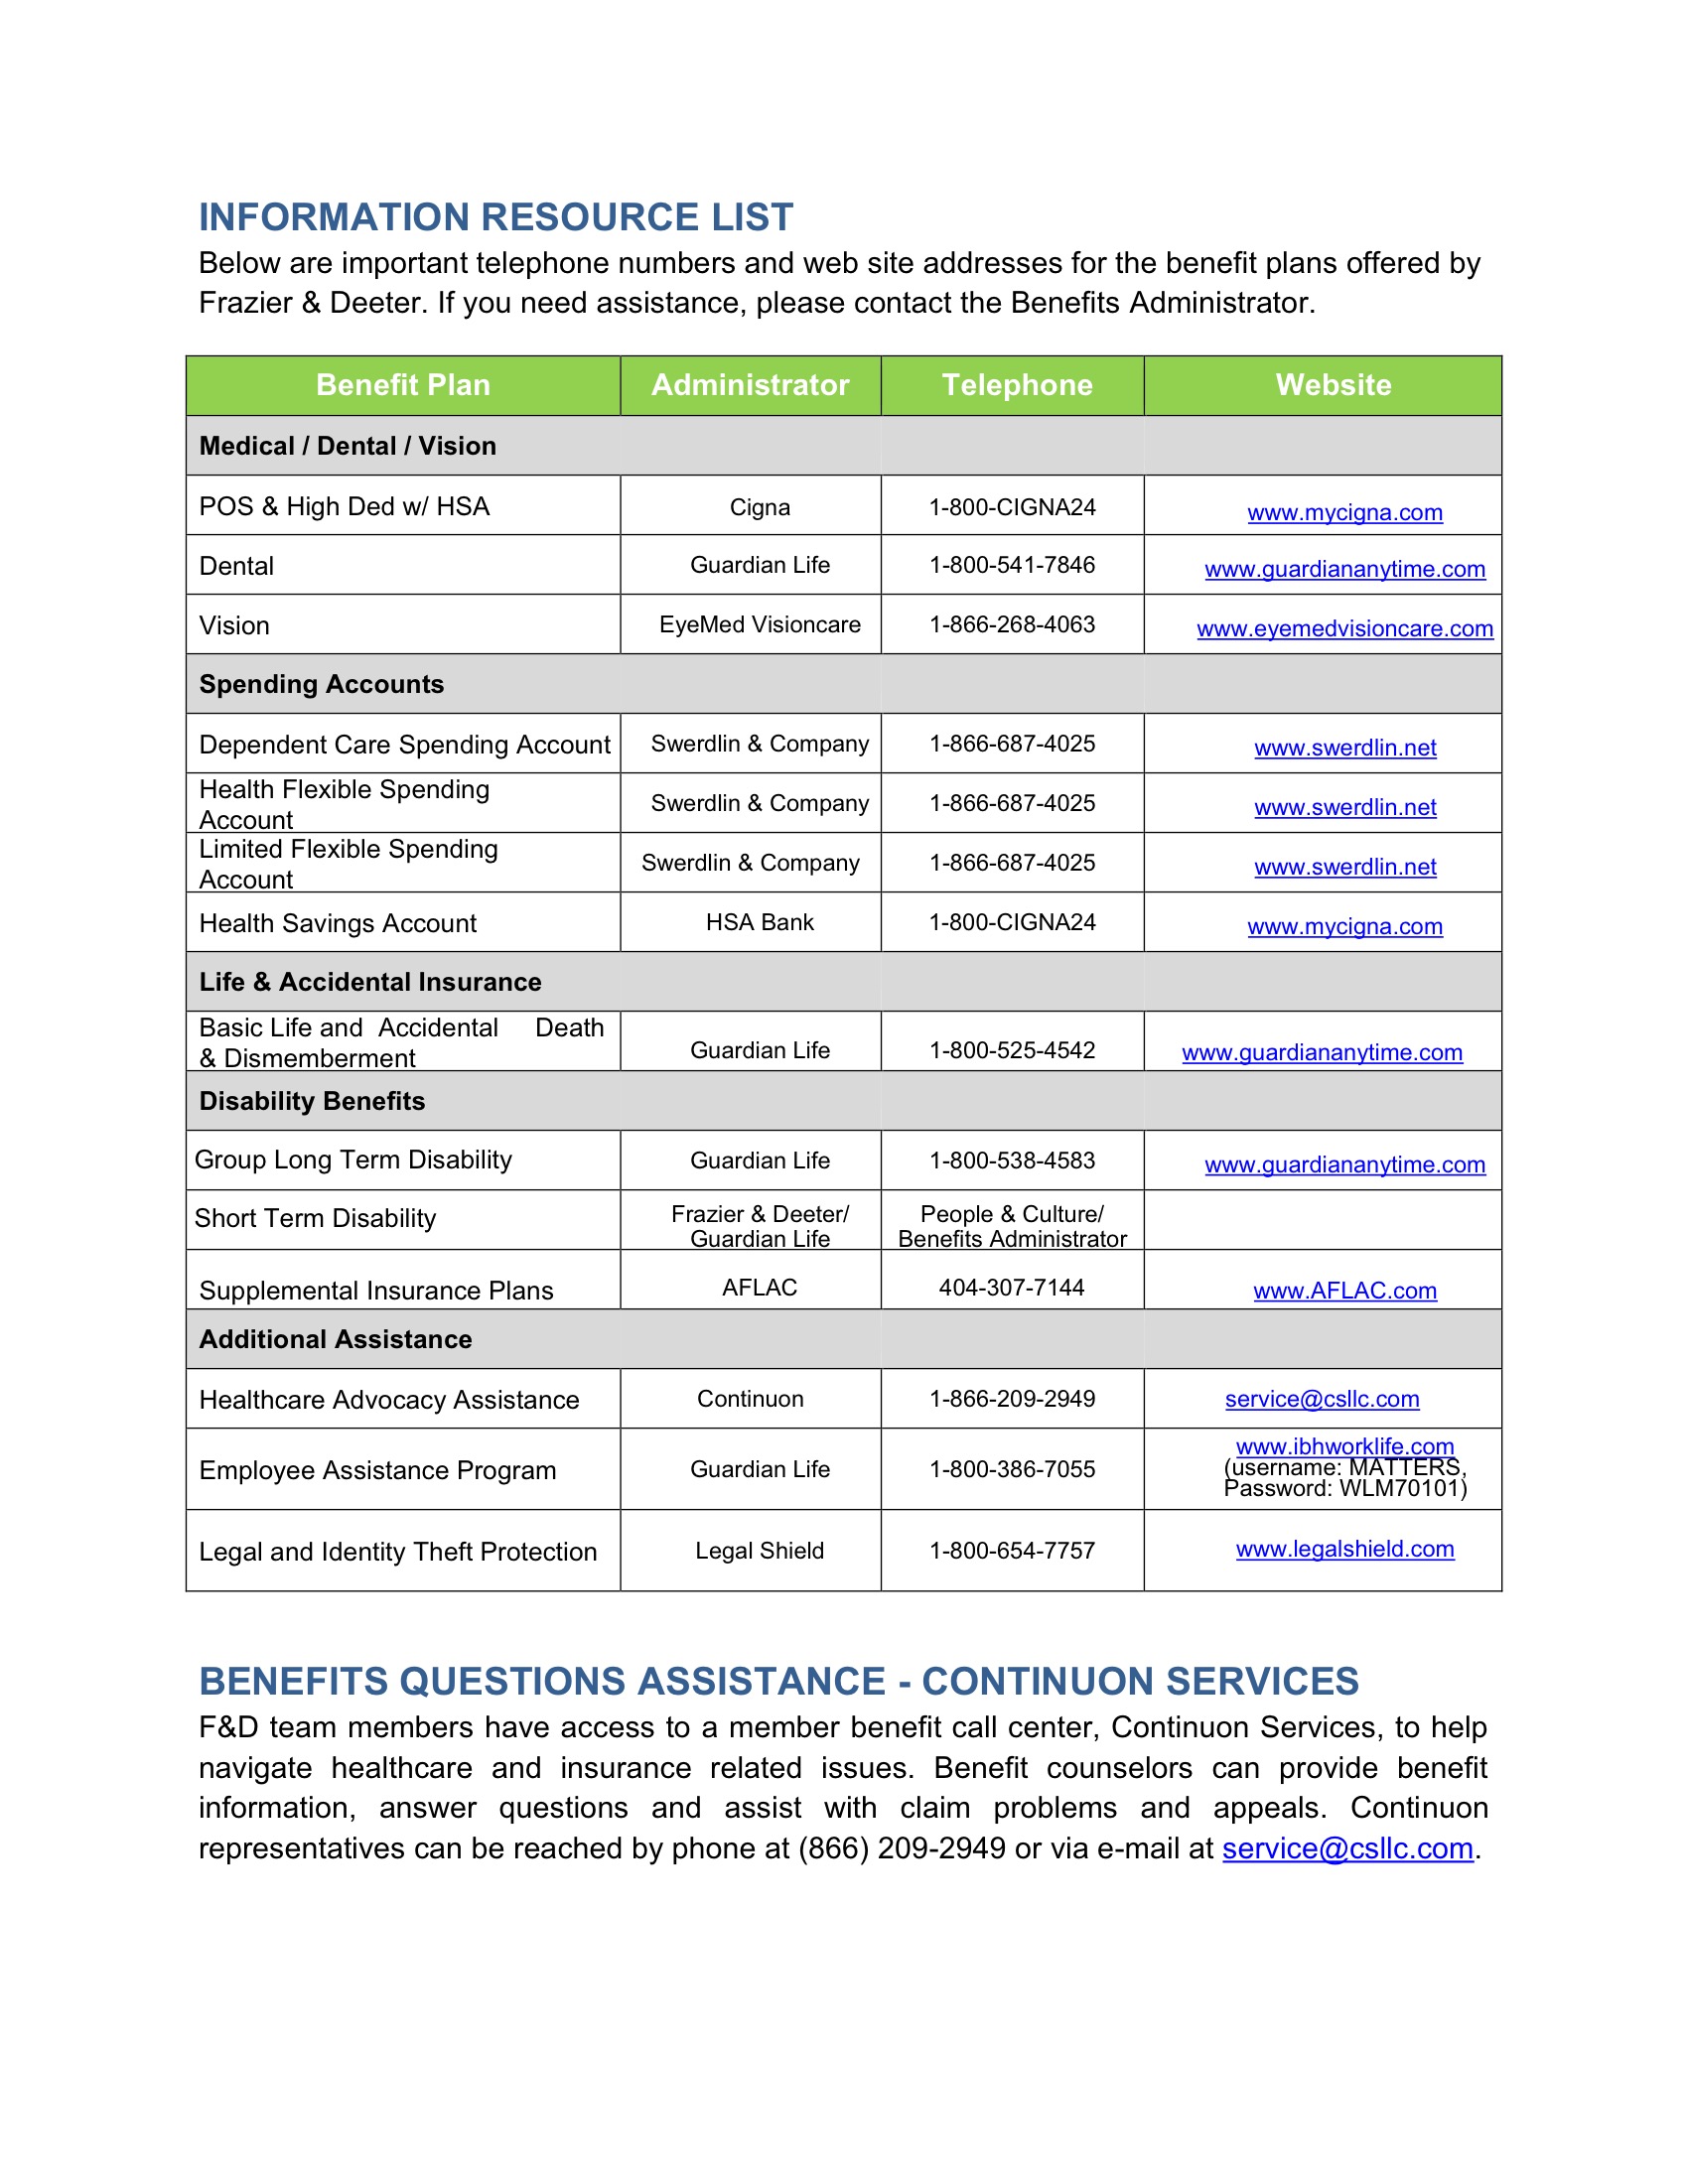 INFORMATION RESOURCE LIST
Below are important telephone numbers and web site addresses for the benefit plans offered by
Frazier & Deeter. If you need assistance, please contact the Benefits Administrator.
Benefit Plan Administrator Telephone Website
Medical / Dental / Vision
POS & High Ded w/ HSA Cigna 1-800-CIGNA24 www.mycigna.com
Dental Guardian Life 1-800-541-7846 www.guardiananytime.com
Vision EyeMed Visioncare 1-866-268-4063 www.eyemedvisioncare.com
Spending Accounts
Dependent Care Spending Account Swerdlin & Company 1-866-687-4025 www.swerdlin.net
Health Flexible Spending
Account Swerdlin & Company 1-866-687-4025 www.swerdlin.net
Limited Flexible Spending
Account Swerdlin & Company 1-866-687-4025 www.swerdlin.net
Health Savings Account HSA Bank 1-800-CIGNA24 www.mycigna.com
Life & Accidental Insurance
Basic Life and Accidental Death
& Dismemberment Guardian Life 1-800-525-4542 www.guardiananytime.com
Disability Benefits
Group Long Term Disability Guardian Life 1-800-538-4583 www.guardiananytime.com
Short Term Disability Frazier & Deeter/ People & Culture/
Guardian Life Benefits Administrator
Supplemental Insurance Plans AFLAC 404-307-7144 www.AFLAC.com
Additional Assistance
Healthcare Advocacy Assistance Continuon 1-866-209-2949 service@csllc.com
Employee Assistance Program Guardian Life 1-800-386-7055 www.ibhworklife.com
(username: MATTERS,
Password: WLM70101)
Legal and Identity Theft Protection Legal Shield 1-800-654-7757 www.legalshield.com
BENEFITS QUESTIONS ASSISTANCE - CONTINUON SERVICES
F&D team members have access to a member benefit call center, Continuon Services, to help
navigate healthcare and insurance related issues. Benefit counselors can provide benefit
information, answer questions and assist with claim problems and appeals. Continuon
representatives can be reached by phone at (866) 209-2949 or via e-mail at service@csllc.com.